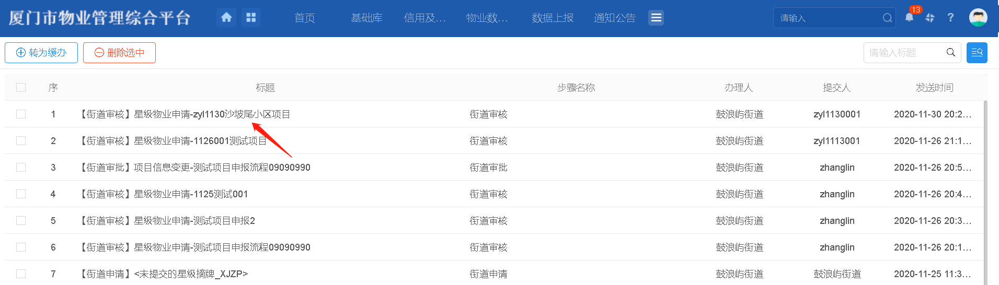 厦门市物业管理综合平台 首页 基础库 信用及... 物业数... 数据上报 通知公告 请输入 13 ?
转为缓办 删除选中 请输入标题
序 标题 步骤名称 办理人 提交人 发送时间
1 【街道审核】星级物业申请-zyl1130沙坡尾小区项目 街道审核 鼓浪屿街道 zyl1130001 2020-11-30 20:2...
2 【街道审核】星级物业申请-1126001测试项目 街道审核 鼓浪屿街道 zyl1113001 2020-11-26 21:1...
3 【街道审批】项目信息变更-测试项目申报流程09090990 街道审批 鼓浪屿街道 zhanglin 2020-11-26 20:5...
4 【街道审核】星级物业申请-1125测试001 街道审核 鼓浪屿街道 zhanglin 2020-11-26 20:4...
5 【街道审核】星级物业申请-测试项目申报2 街道审核 鼓浪屿街道 zhanglin 2020-11-26 20:3...
6 【街道审核】星级物业申请-测试项目申报流程09090990 街道审核 鼓浪屿街道 zhanglin 2020-11-26 20:1...
7 【街道申请】<未提交的星级摘牌_XJZP> 街道申请 鼓浪屿街道 鼓浪屿街道 2020-11-25 11:3...